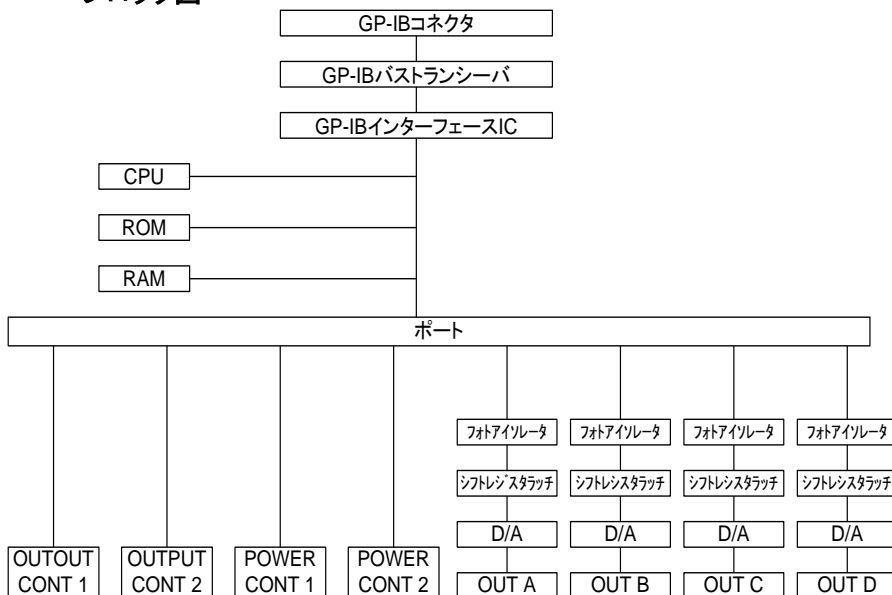 ブロック図
GP-IBコネクタ
GP-IBバストランシーバ
GP-IBインターフェースIC
CPU
ROM
RAM
ポート
ﾌｫﾄｱｲｿﾚｰﾀ ﾌｫﾄｱｲｿﾚｰﾀ ﾌｫﾄｱｲｿﾚｰﾀ ﾌｫﾄｱｲｿﾚｰﾀ
ｼﾌﾄﾚｼﾞｽﾀﾗｯﾁ ｼﾌﾄﾚｼｽﾀﾗｯﾁ ｼﾌﾄﾚｼｽﾀﾗｯﾁ ｼﾌﾄﾚｼｽﾀﾗｯﾁ
D/A D/A D/A D/A
OUTOUT OUTPUT POWER POWER
CONT 1 CONT 2 CONT 1 CONT 2 OUT A OUT B OUT C OUT D